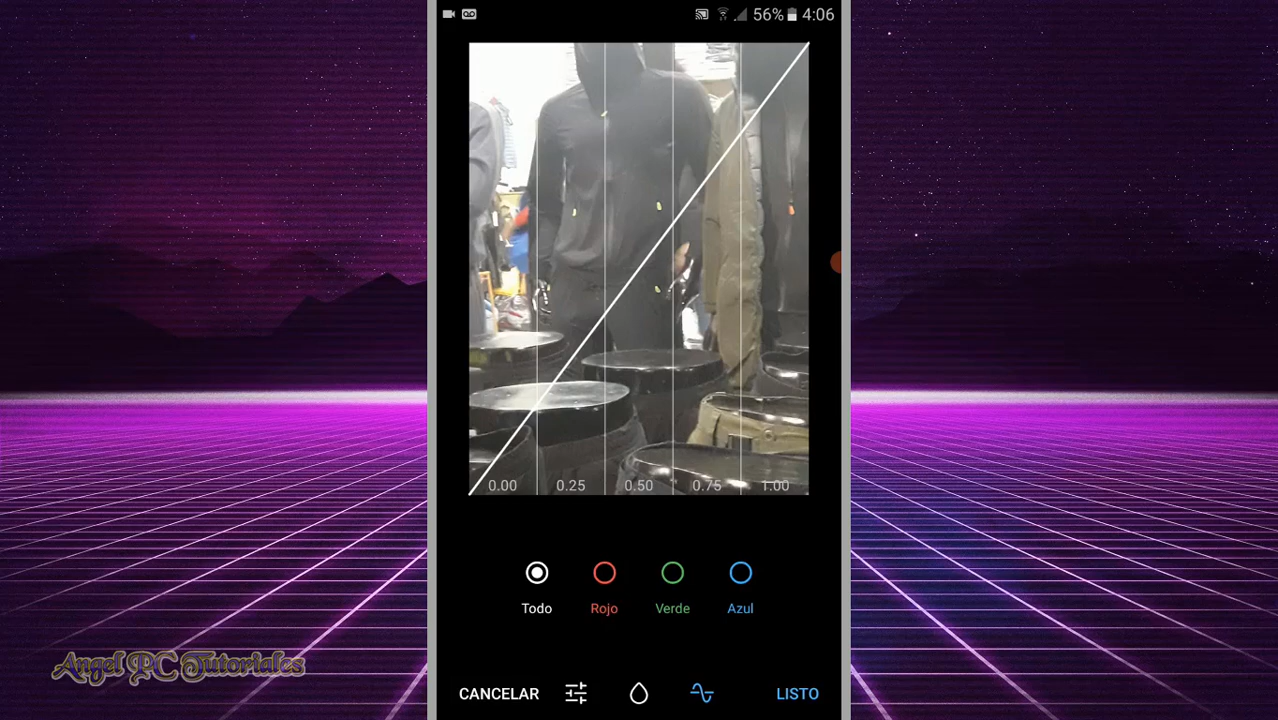 56% 4:06
0.00 0.25 0.50 0.75 1.00
Todo Rojo Verde Azul
Angel PC Tutoriales
CANCELAR LISTO